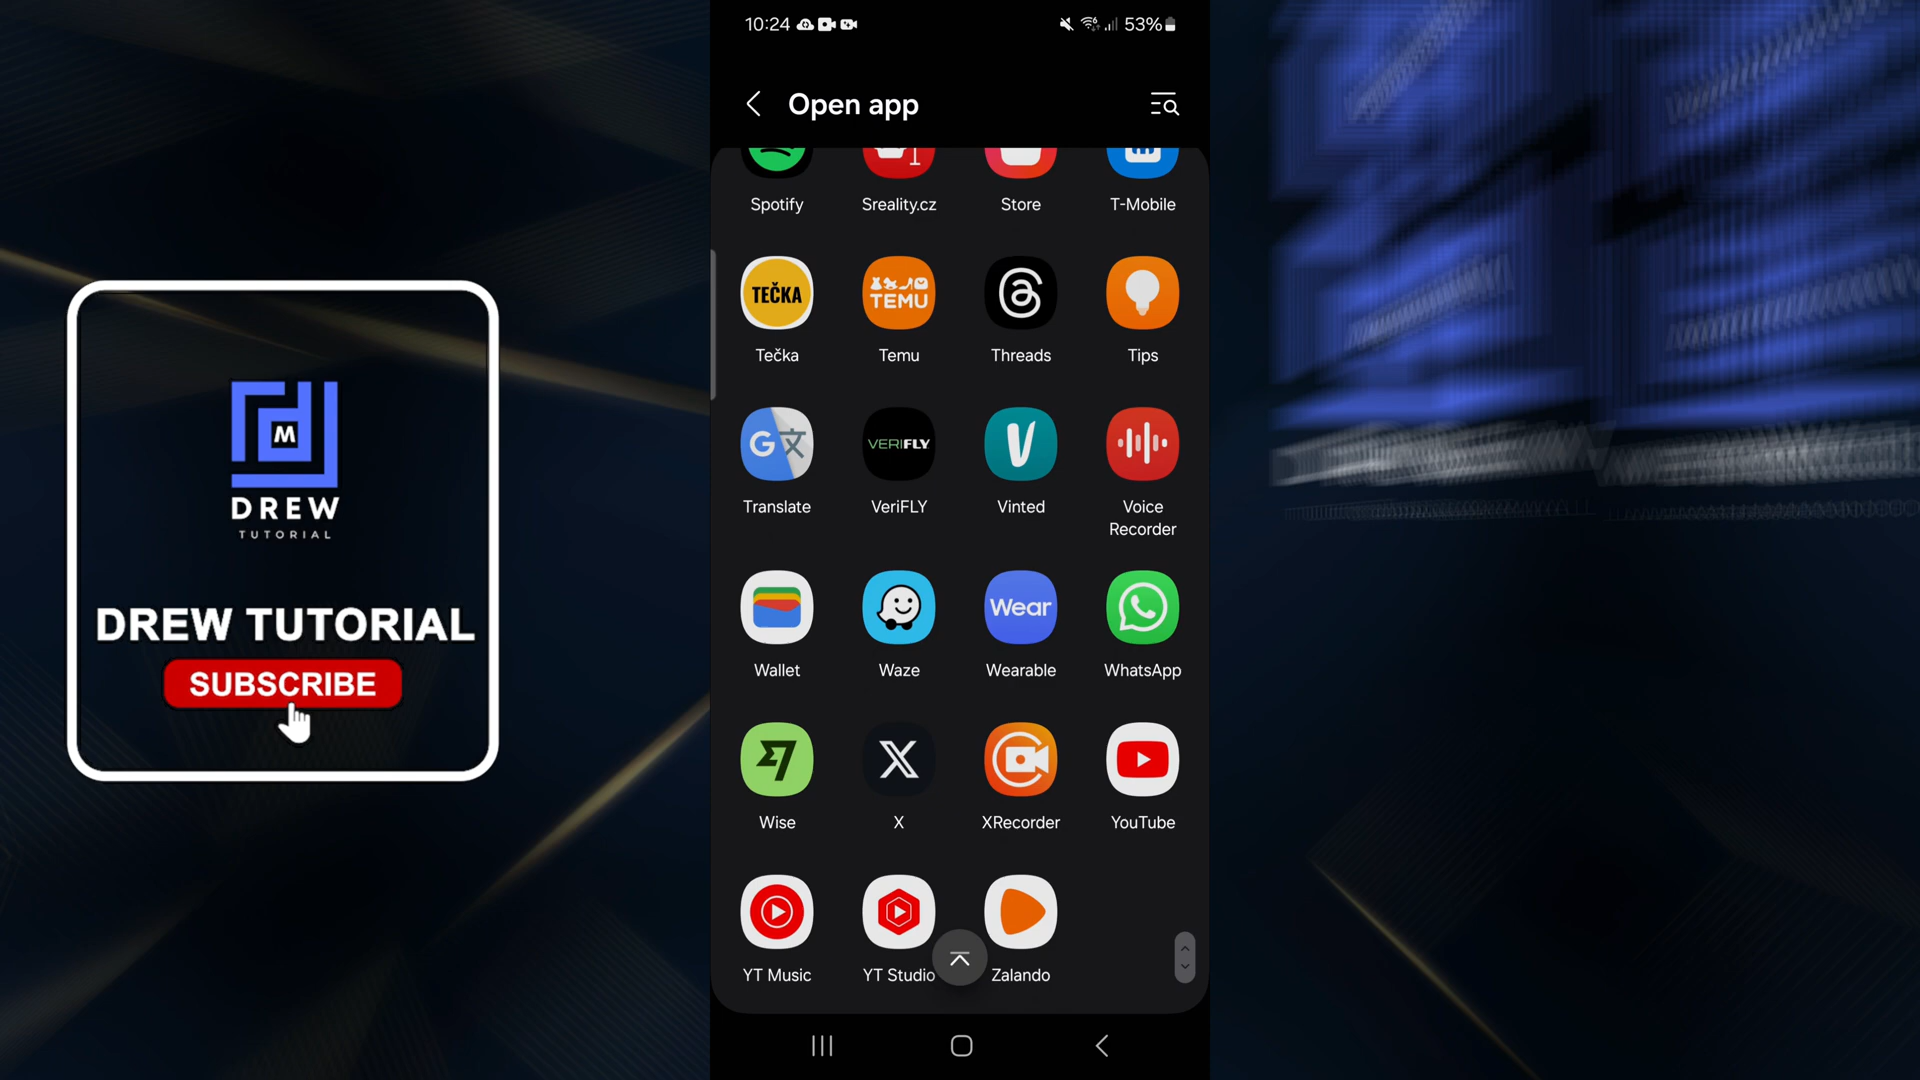 10:24
53%
Open app
Spotify
Sreality.cz
Store
T-Mobile
TEČKA
TEMU
Tečka
Temu
Threads
Tips
G文
VERIFLY
V
Translate
VeriFLY
Vinted
Voice
Recorder
Wear
Wallet
Waze
Wearable
WhatsApp
X
Wise
X
XRecorder
YouTube
YT Music
YT Studio
Zalando
M
DREW
TUTORIAL
DREW TUTORIAL
SUBSCRIBE